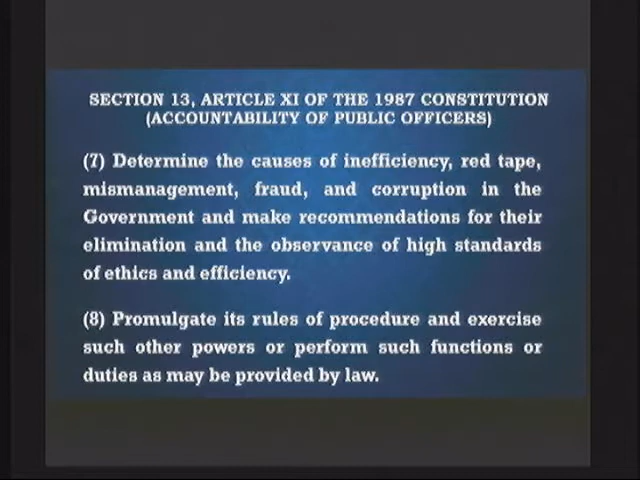 SECTION 13, ARTICLE XI OF THE 1987 CONSTITUTION
(ACCOUNTABILITY OF PUBLIC OFFICERS)
(7) Determine the causes of inefficiency, red tape,
mismanagement, fraud, and corruption in the
Government and make recommendations for their
elimination and the observance of high standards
of ethics and efficiency.
(8) Promulgate its rules of procedure and exercise
such other powers or perform such functions or
duties as may be provided by law.